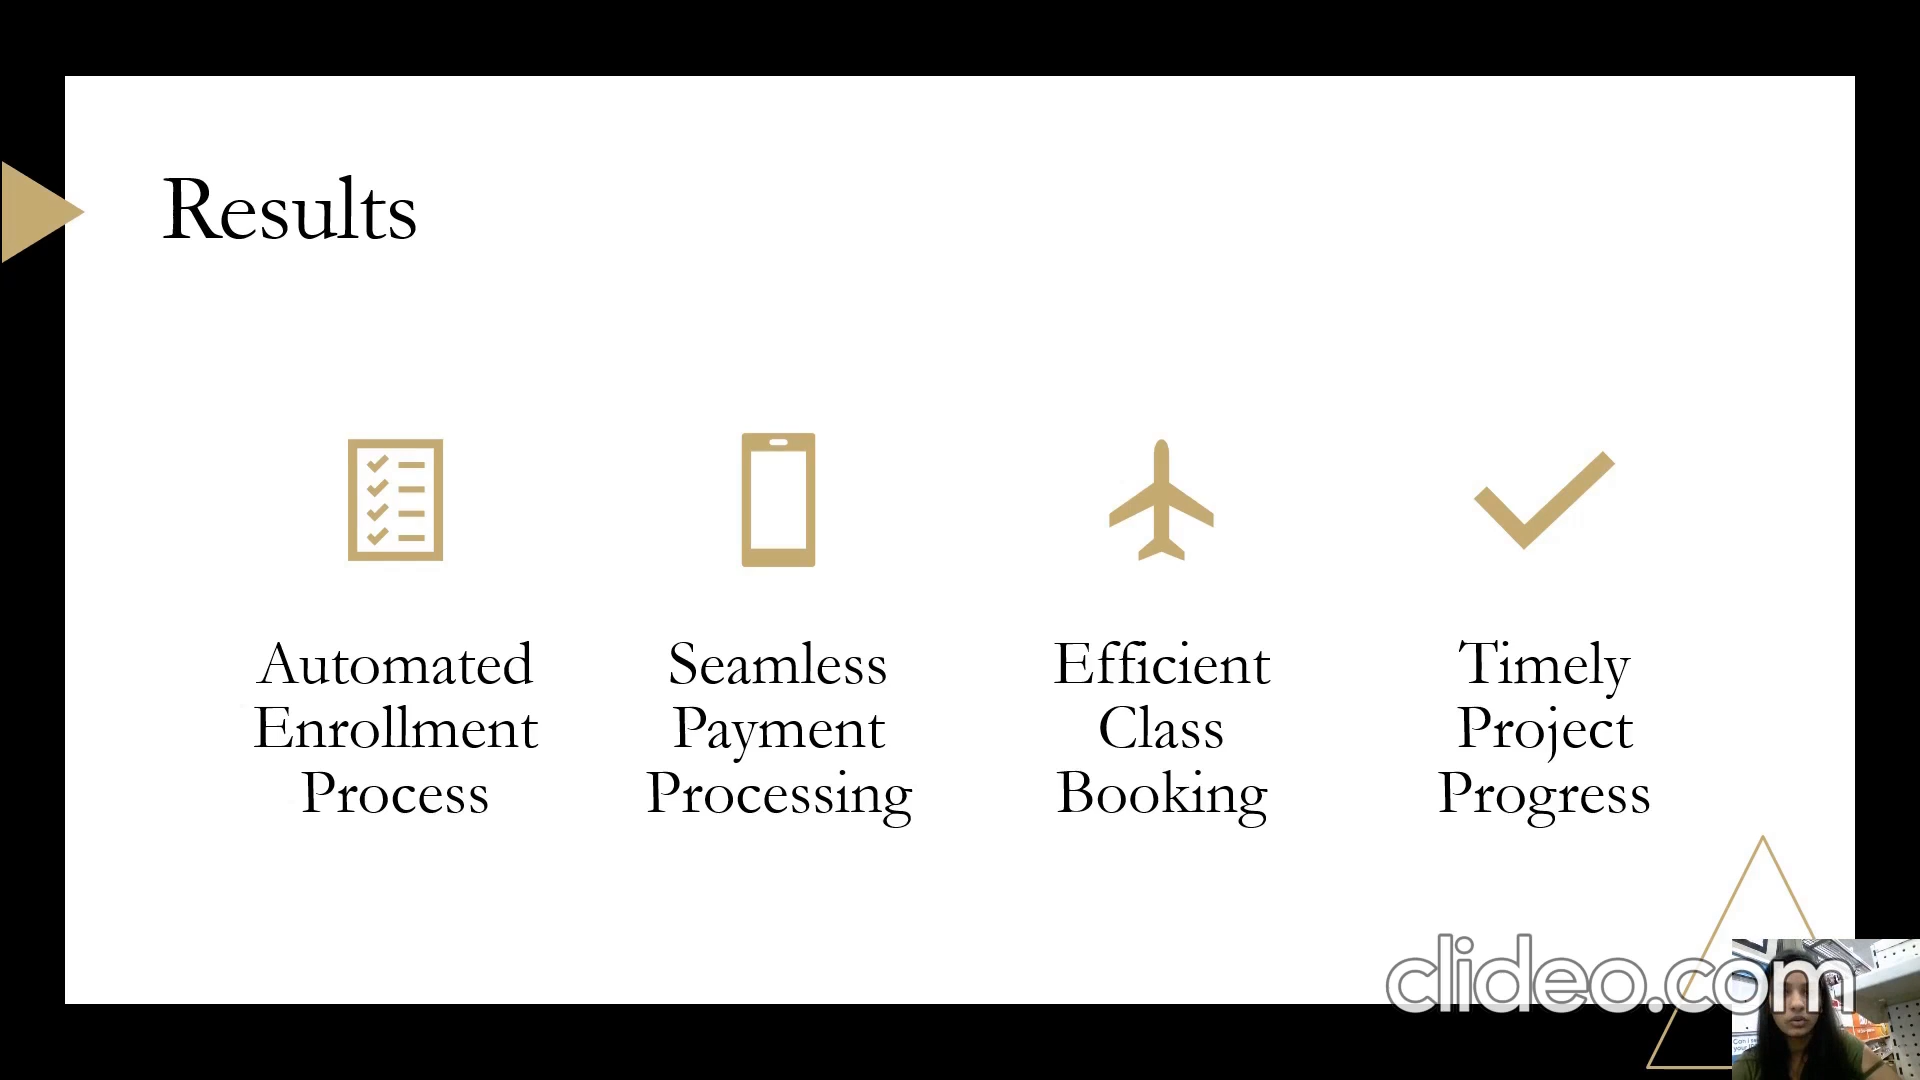 Results
Automated
Enrollment
Process
Seamless
Payment
Processing
Efficient
Class
Booking
Timely
Project
Progress
clideo.com